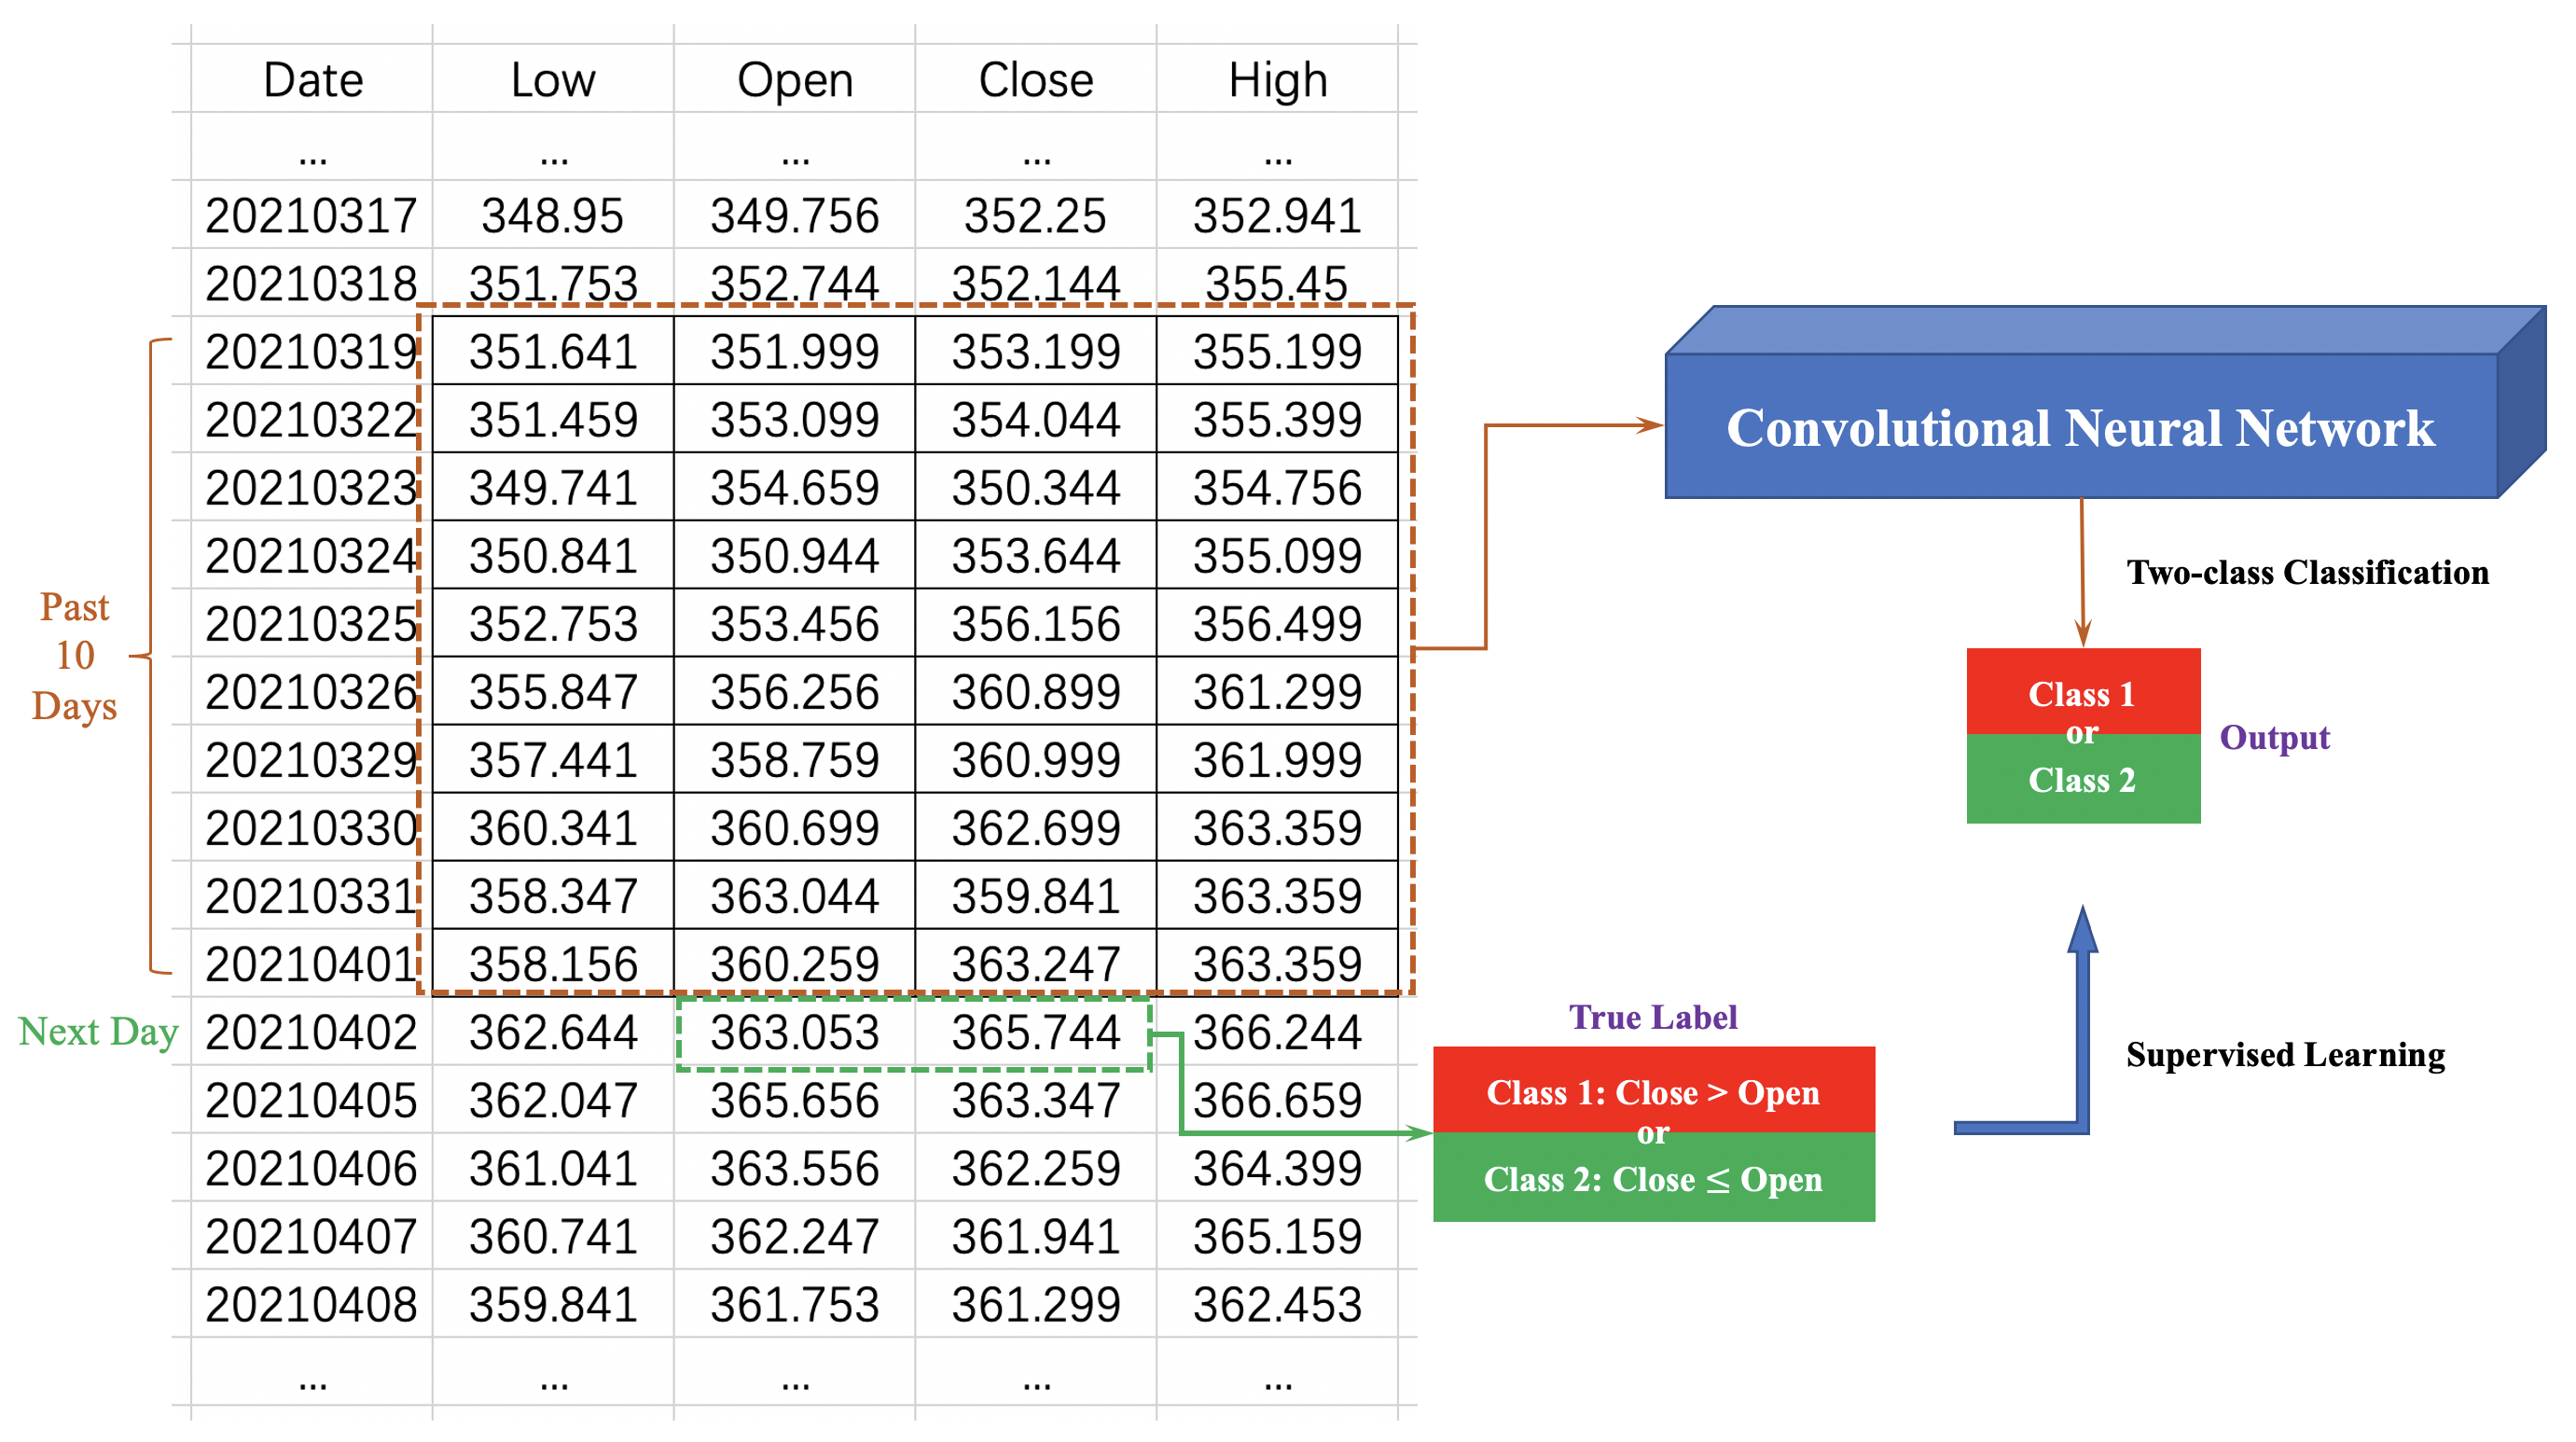 Date Low Open Close High
... ... ... ... ...
20210317 348.95 349.756 352.25 352.941
20210318 351.753 352.744 352.144 355.45
20210319 351.641 351.999 353.199 355.199
20210322 351.459 353.099 354.044 355.399
20210323 349.741 354.659 350.344 354.756
20210324 350.841 350.944 353.644 355.099
20210325 352.753 353.456 356.156 356.499
20210326 355.847 356.256 360.899 361.299
20210329 357.441 358.759 360.999 361.999
20210330 360.341 360.699 362.699 363.359
20210331 358.347 363.044 359.841 363.359
20210401 358.156 360.259 363.247 363.359
20210402 362.644 363.053 365.744 366.244
20210405 362.047 365.656 363.347 366.659
20210406 361.041 363.556 362.259 364.399
20210407 360.741 362.247 361.941 365.159
20210408 359.841 361.753 361.299 362.453
... ... ... ... ...
Past
10
Days
Next Day
Convolutional Neural Network
Two-class Classification
Class 1
or
Class 2
Output
True Label
Class 1: Close > Open
or
Class 2: Close ≤ Open
Supervised Learning